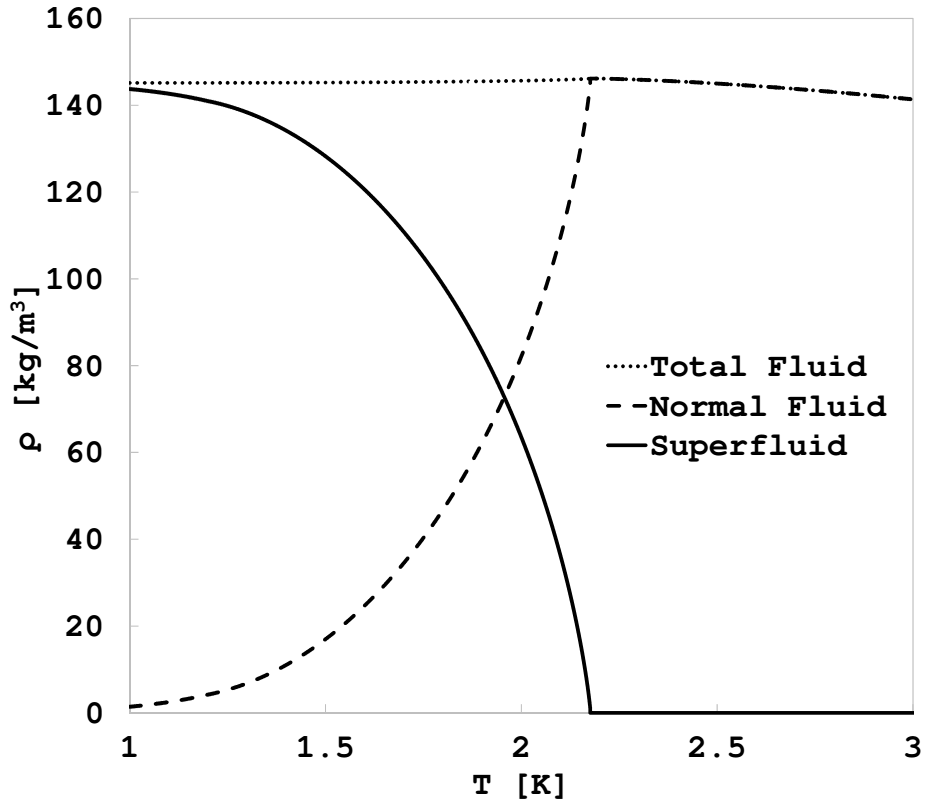 160
140
120
100
80
60
40
20
0
ρ [kg/m³]
Total Fluid
Normal Fluid
Superfluid
1 1.5 2 2.5 3
T [K]